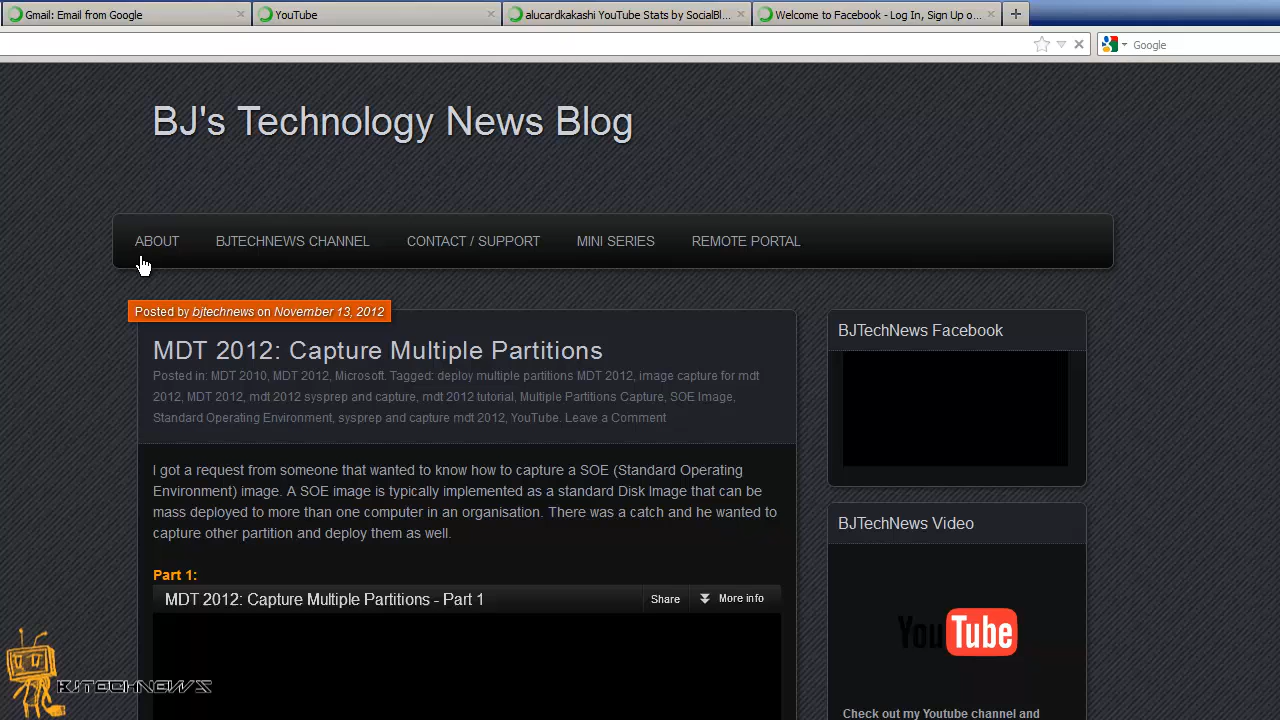 Gmail: Email from Google
YouTube
alucardkakashi YouTube Stats by SocialBl...
Welcome to Facebook - Log In, Sign Up o...
Google
BJ's Technology News Blog
ABOUT
BJTECHNEWS CHANNEL
CONTACT / SUPPORT
MINI SERIES
REMOTE PORTAL
Posted by bjtechnews on November 13, 2012
MDT 2012: Capture Multiple Partitions
Posted in: MDT 2010, MDT 2012, Microsoft. Tagged: deploy multiple partitions MDT 2012, image capture for mdt
2012, MDT 2012, mdt 2012 sysprep and capture, mdt 2012 tutorial, Multiple Partitions Capture, SOE Image,
Standard Operating Environment, sysprep and capture mdt 2012, YouTube. Leave a Comment
I got a request from someone that wanted to know how to capture a SOE (Standard Operating
Environment) image. A SOE image is typically implemented as a standard Disk Image that can be
mass deployed to more than one computer in an organisation. There was a catch and he wanted to
capture other partition and deploy them as well.
Part 1:
MDT 2012: Capture Multiple Partitions - Part 1
Share
More info
BJTechNews Facebook
BJTechNews Video
YouTube
Check out my Youtube channel and
BJTECHNEWS